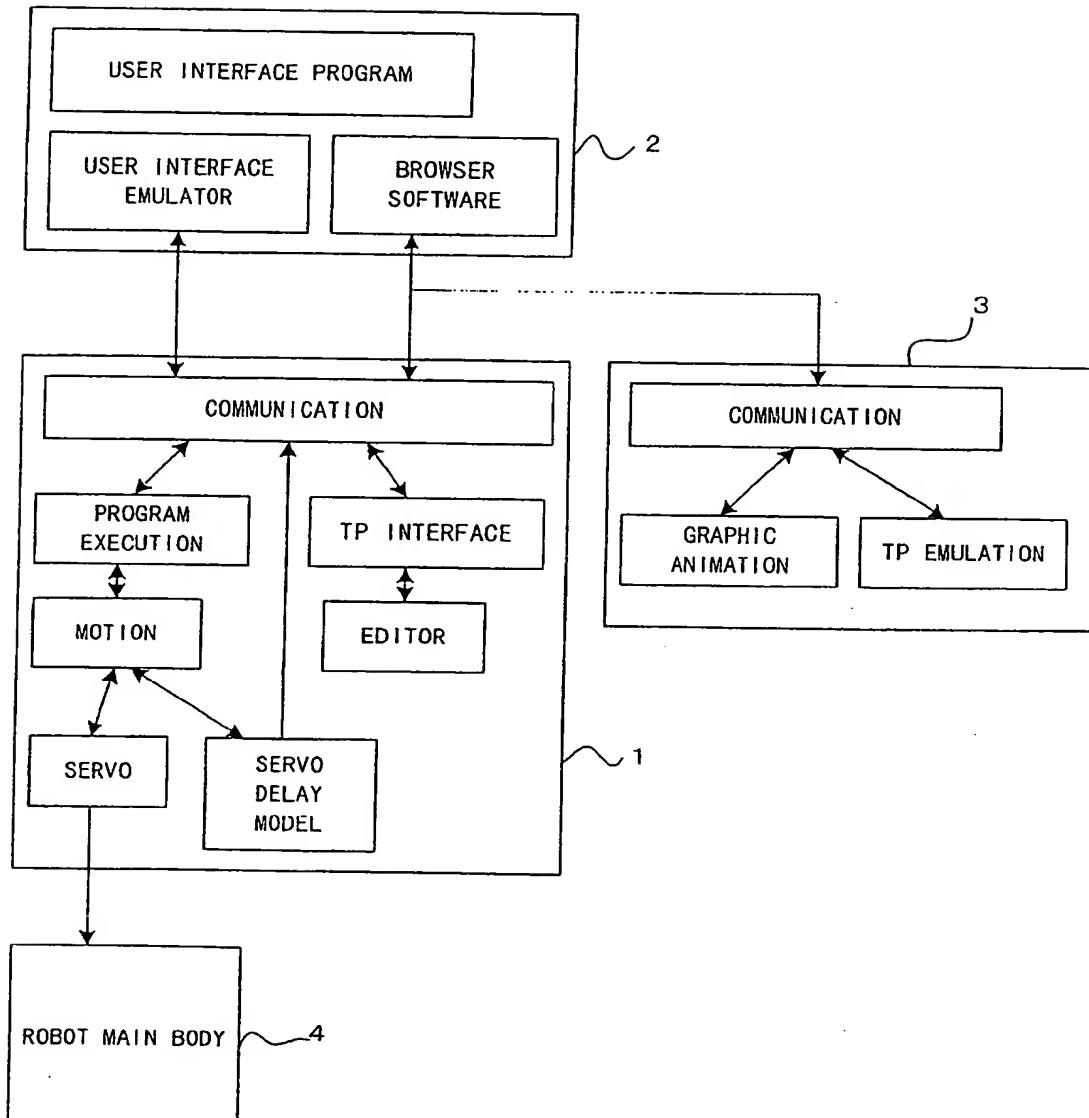 USER INTERFACE PROGRAM
USER INTERFACE
EMULATOR
BROWSER
SOFTWARE
2
3
COMMUNICATION
COMMUNICATION
PROGRAM
EXECUTION
TP INTERFACE
GRAPHIC
ANIMATION
TP EMULATION
MOTION
EDITOR
SERVO
SERVO
DELAY
MODEL
1
ROBOT MAIN BODY
4